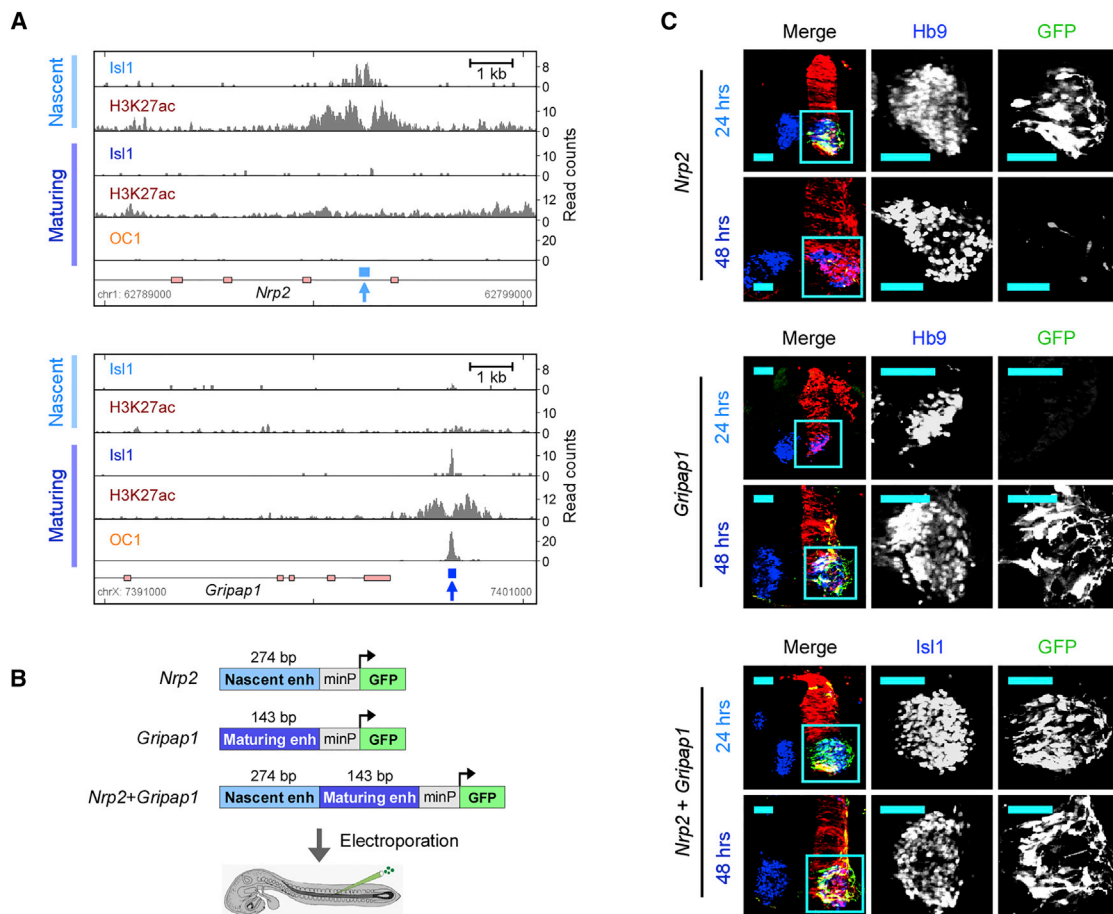 A
Nascent
Isl1
8
0
1 kb
H3K27ac
10
0
Maturing
Isl1
10
0
H3K27ac
12
0
OC1
20
0
Read counts
Nrp2
chr1: 62789000
62799000
Nascent
Isl1
8
0
1 kb
H3K27ac
10
0
Maturing
Isl1
10
0
H3K27ac
12
0
OC1
20
0
Read counts
Gripap1
chrX: 7391000
7401000
B
274 bp
Nrp2 Nascent enh minP GFP
143 bp
Gripap1 Maturing enh minP GFP
274 bp 143 bp
Nrp2+Gripap1 Nascent enh Maturing enh minP GFP
Electroporation
C
Merge Hb9 GFP
Nrp2
24 hrs
48 hrs
Merge Hb9 GFP
Gripap1
24 hrs
48 hrs
Merge Isl1 GFP
Nrp2 + Gripap1
24 hrs
48 hrs